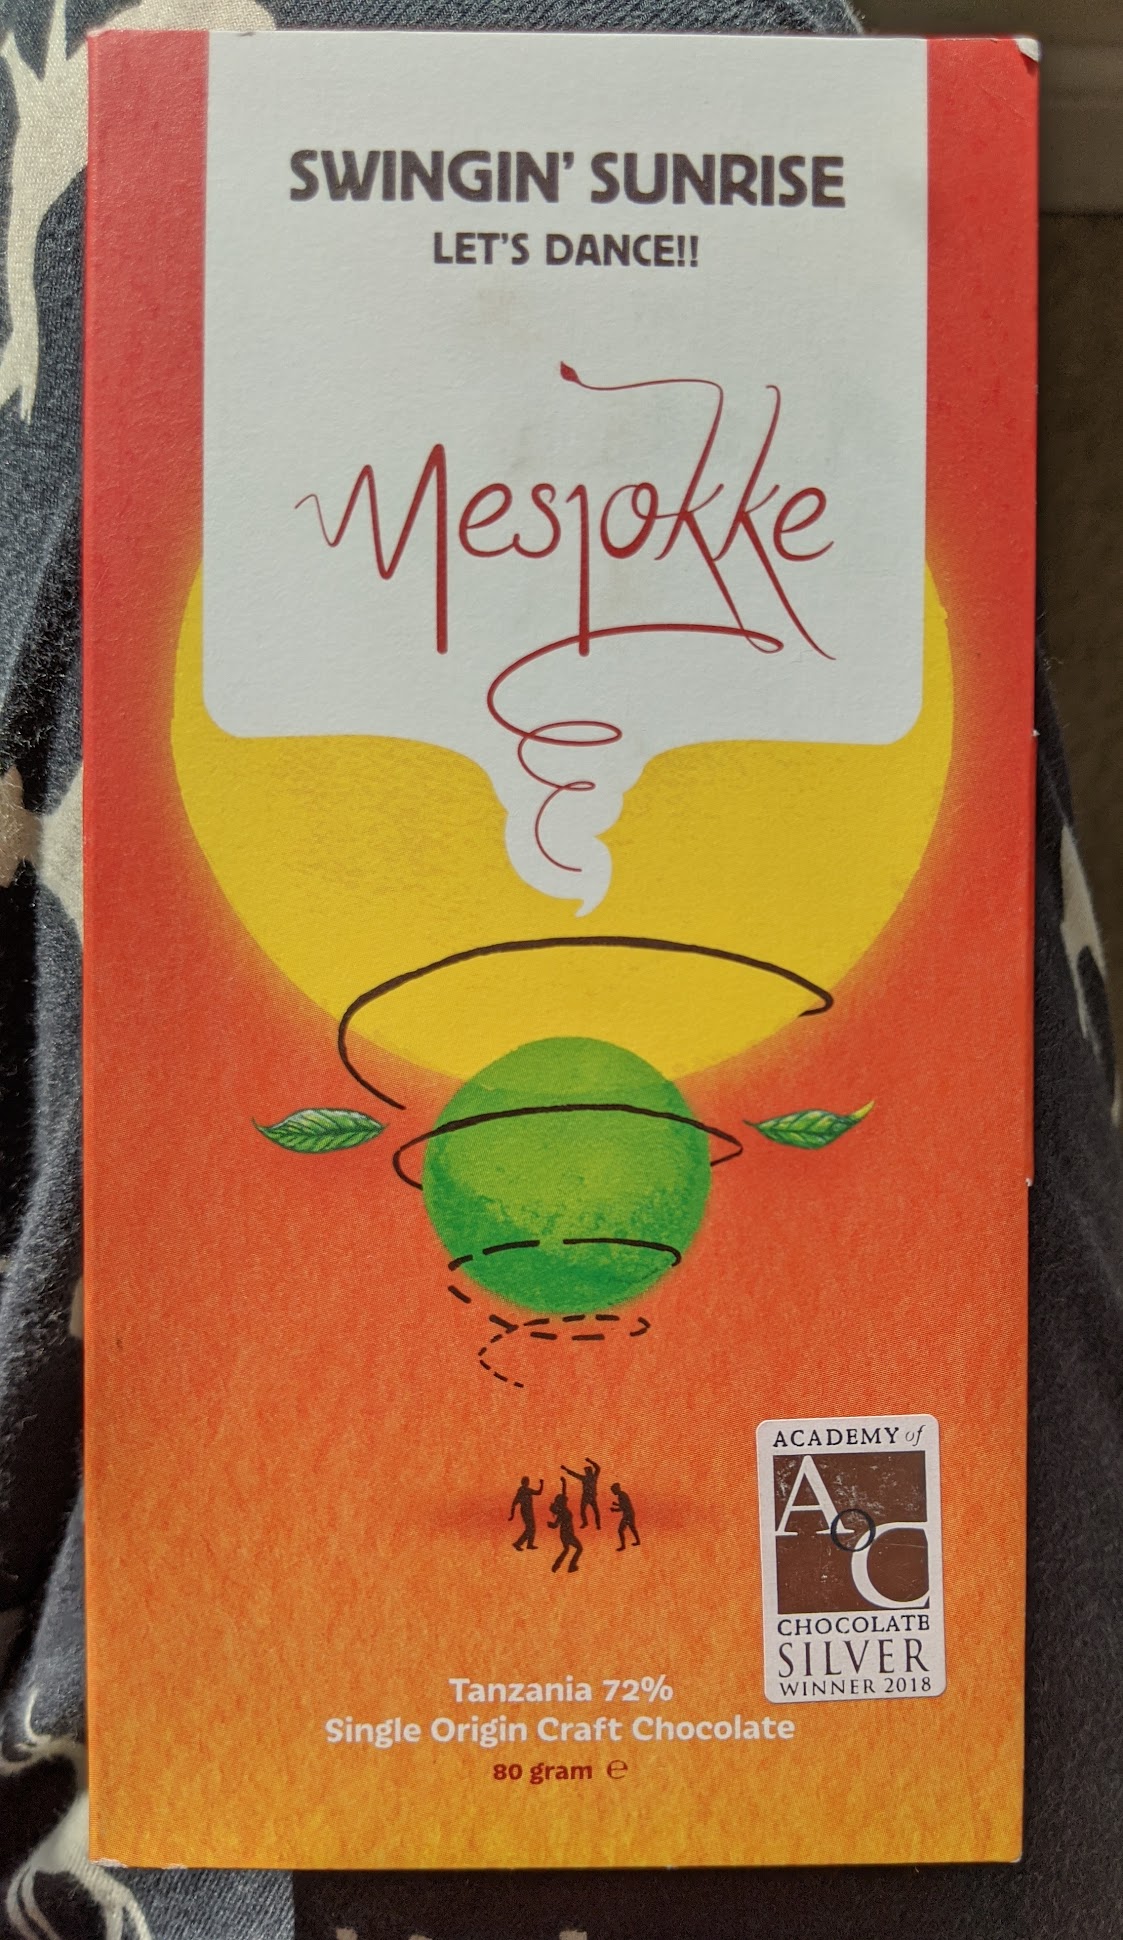 SWINGIN' SUNRISE
LET'S DANCE!!
Mesjokke
ACADEMY of
AOC
CHOCOLATE
SILVER
WINNER 2018
Tanzania 72%
Single Origin Craft Chocolate
80 gram ℮